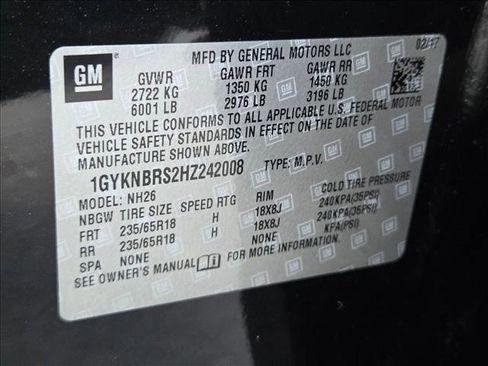 GM
MFD BY GENERAL MOTORS LLC 02/17
GVWR GAWR FRT GAWR RR
2722 KG 1350 KG 1450 KG
6001 LB 2976 LB 3196 LB
THIS VEHICLE CONFORMS TO ALL APPLICABLE U.S. FEDERAL MOTOR
VEHICLE SAFETY STANDARDS IN EFFECT ON THE DATE OF
MANUFACTURE SHOWN ABOVE.
1GYKNBRS2HZ242008 TYPE: M.P.V.
MODEL: NH26
NBGW TIRE SIZE SPEED RTG RIM COLD TIRE PRESSURE
FRT 235/65R18 H 18X8J 240KPA(35PSI)
RR 235/65R18 H 18X8J 240KPA(35PSI)
SPA NONE NONE KPA(PSI)
SEE OWNER'S MANUAL FOR MORE INFORMATION.